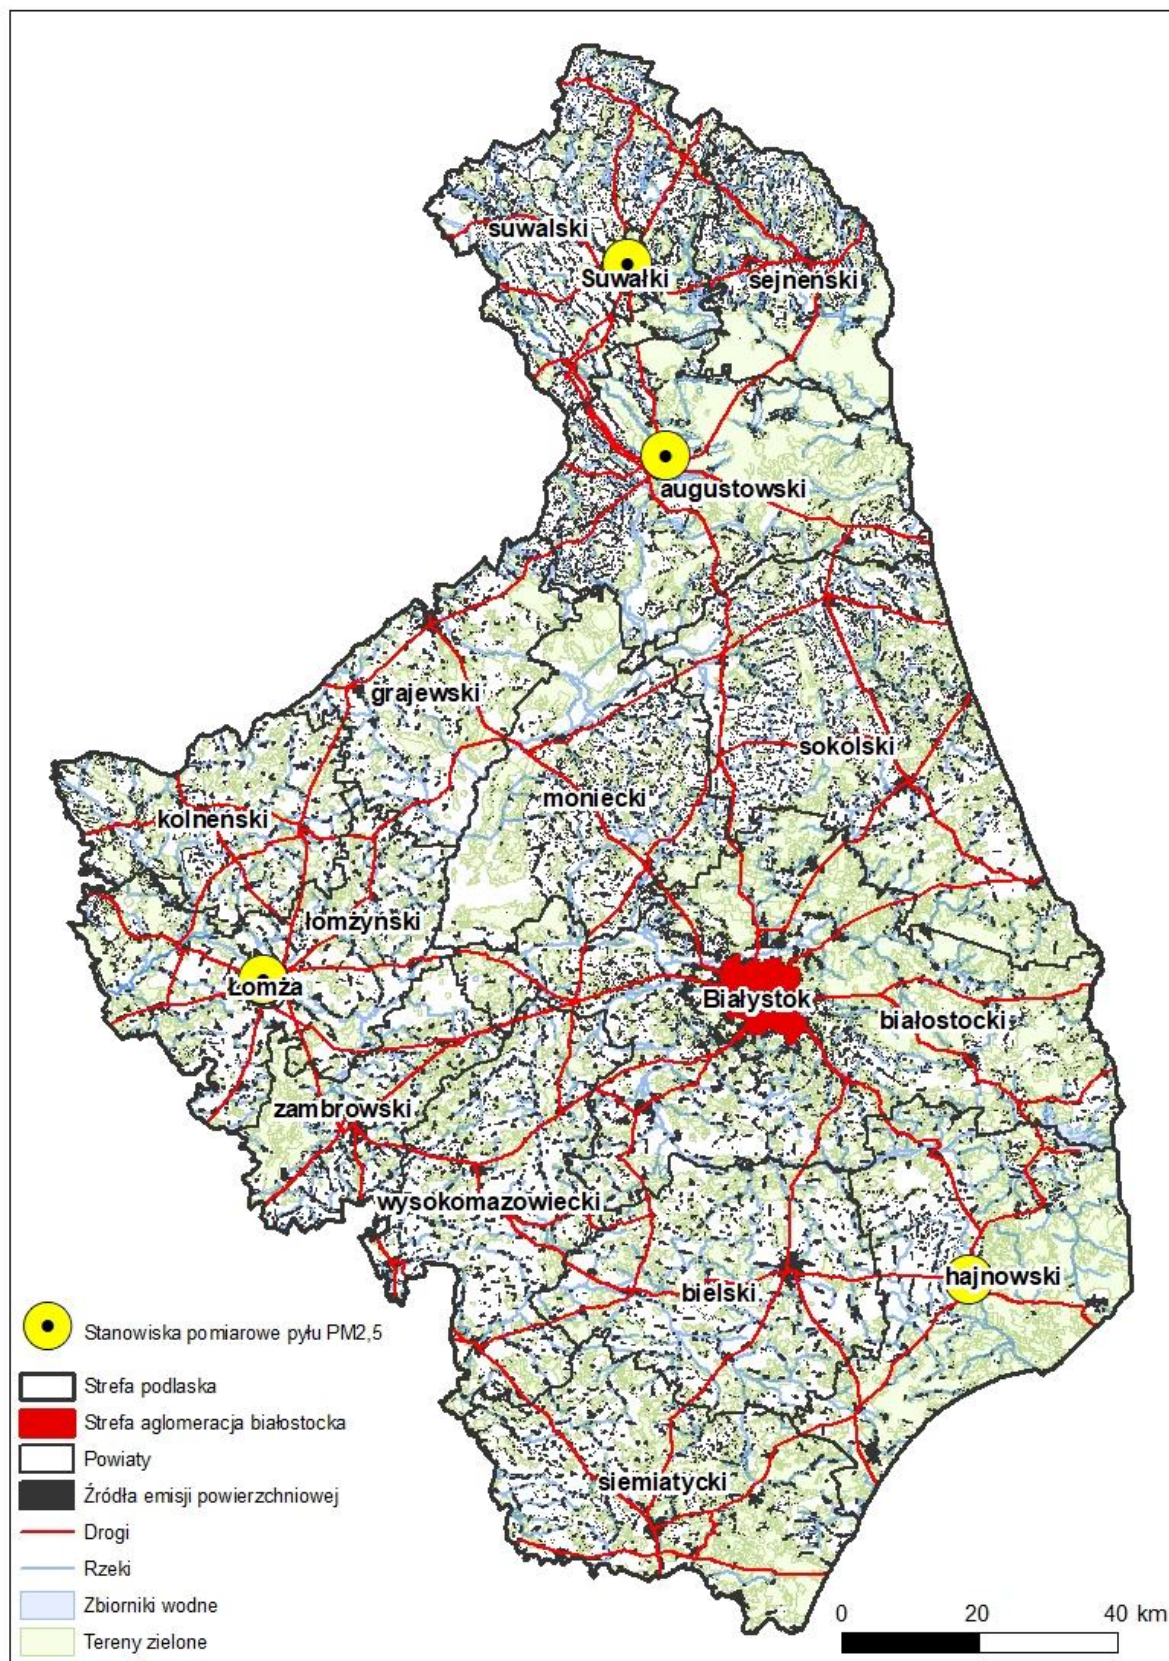 suwalski
Suwałki
sejneński
augustowski
grajewski
sokólski
moniecki
kolneński
łomżyński
Łomża
Białystok
białostocki
zambrowski
wysokomazowiecki
hajnowski
bielski
siemiatycki
Stanowiska pomiarowe pyłu PM2,5
Strefa podlaska
Strefa aglomeracja białostocka
Powiaty
Źródła emisji powierzchniowej
Drogi
Rzeki
Zbiorniki wodne
Tereny zielone
0 20 40 km